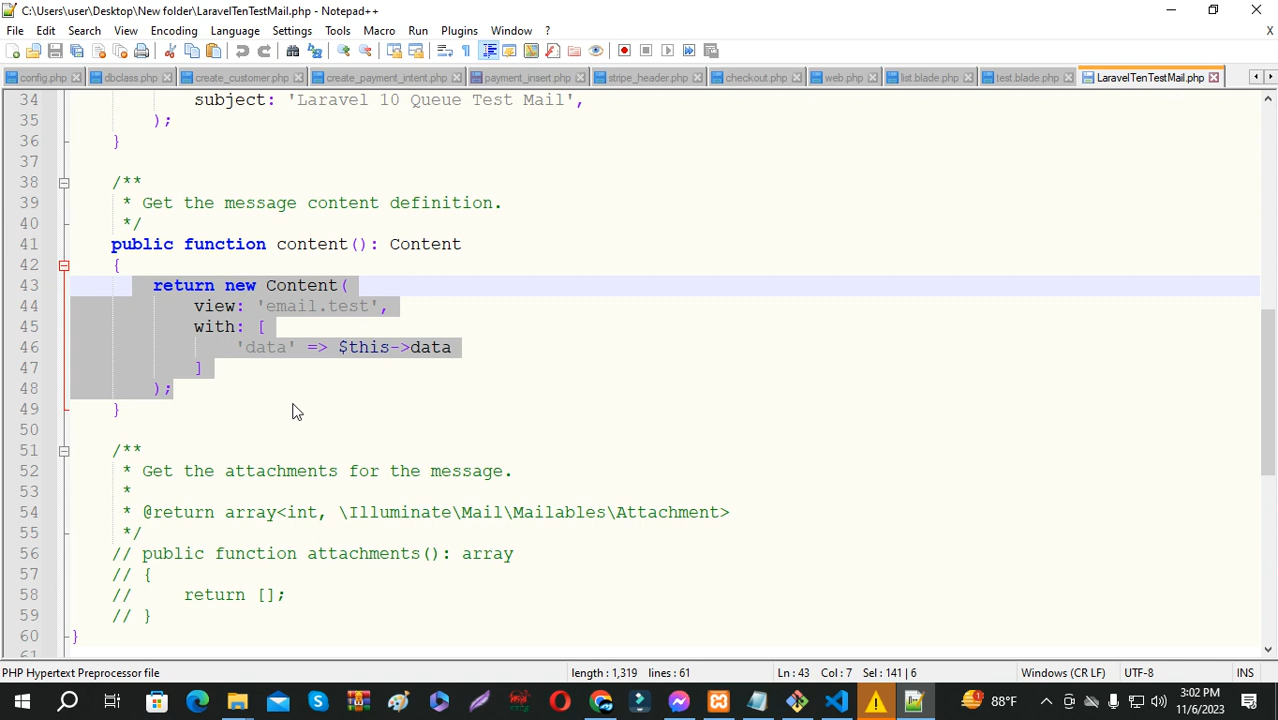 C:\Users\user\Desktop\New folder\LaravelTenTestMail.php - Notepad++
File Edit Search View Encoding Language Settings Tools Macro Run Plugins Window ? X
config.php dbclass.php create_customer.php create_payment_intent.php payment_insert.php stripe_header.php checkout.php web.php list.blade.php test.blade.php LaravelTenTestMail.php
34 subject: 'Laravel 10 Queue Test Mail',
35 );
36 }
37
38 /**
39 * Get the message content definition.
40 */
41 public function content(): Content
42 {
43 return new Content(
44 view: 'email.test',
45 with: [
46 'data' => $this->data
47 ]
48 );
49 }
50
51 /**
52 * Get the attachments for the message.
53 *
54 * @return array<int, \Illuminate\Mail\Mailables\Attachment>
55 */
56 // public function attachments(): array
57 // {
58 // return [];
59 // }
60 }
61
PHP Hypertext Preprocessor file length : 1,319 lines : 61 Ln : 43 Col : 7 Sel : 141 | 6 Windows (CR LF) UTF-8 INS
88°F 3:02 PM
11/6/2023